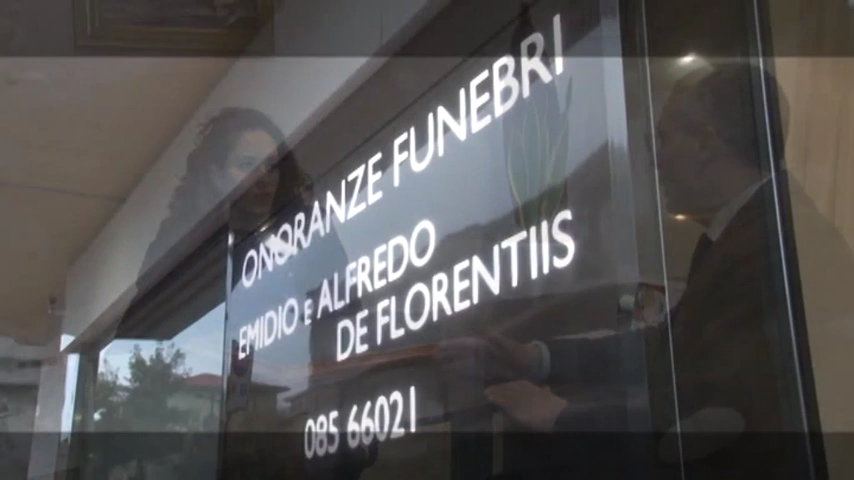 ONORANZE FUNEBRI
EMIDIO E ALFREDO
DE FLORENTIIS
085 66021